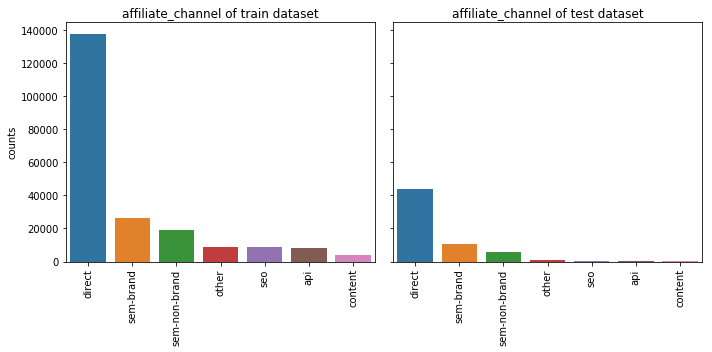 affiliate_channel of train dataset
affiliate_channel of test dataset
counts
140000
120000
100000
80000
60000
40000
20000
0
direct
sem-brand
sem-non-brand
other
seo
api
content
direct
sem-brand
sem-non-brand
other
seo
api
content